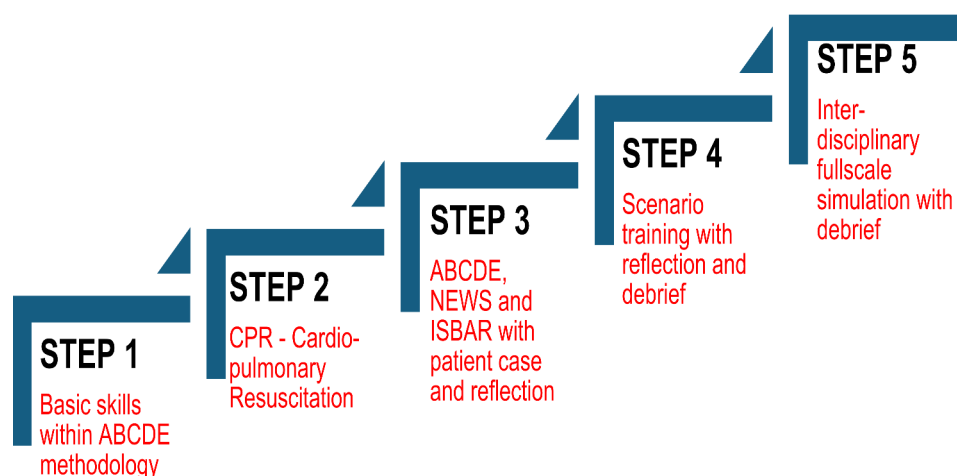 STEP 1
Basic skills
within ABCDE
methodology
STEP 2
CPR - Cardio-
pulmonary
Resuscitation
STEP 3
ABCDE,
NEWS and
ISBAR with
patient case
and reflection
STEP 4
Scenario
training with
reflection and
debrief
STEP 5
Inter-
disciplinary
fullscale
simulation with
debrief